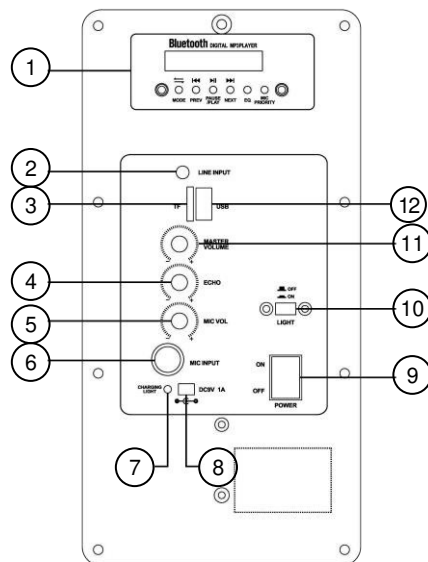 Bluetooth DIGITAL MP3PLAYER
MODE PREV PAUSE/PLAY NEXT EQ MIC PRIORITY
1
2
LINE INPUT
3
TF USB
12
MASTER VOLUME
11
- +
4
ECHO
- +
OFF
ON
10
LIGHT
5
MIC VOL
- +
6
MIC INPUT
ON
OFF
9
POWER
CHARGING LIGHT
DC9V 1A
7
8